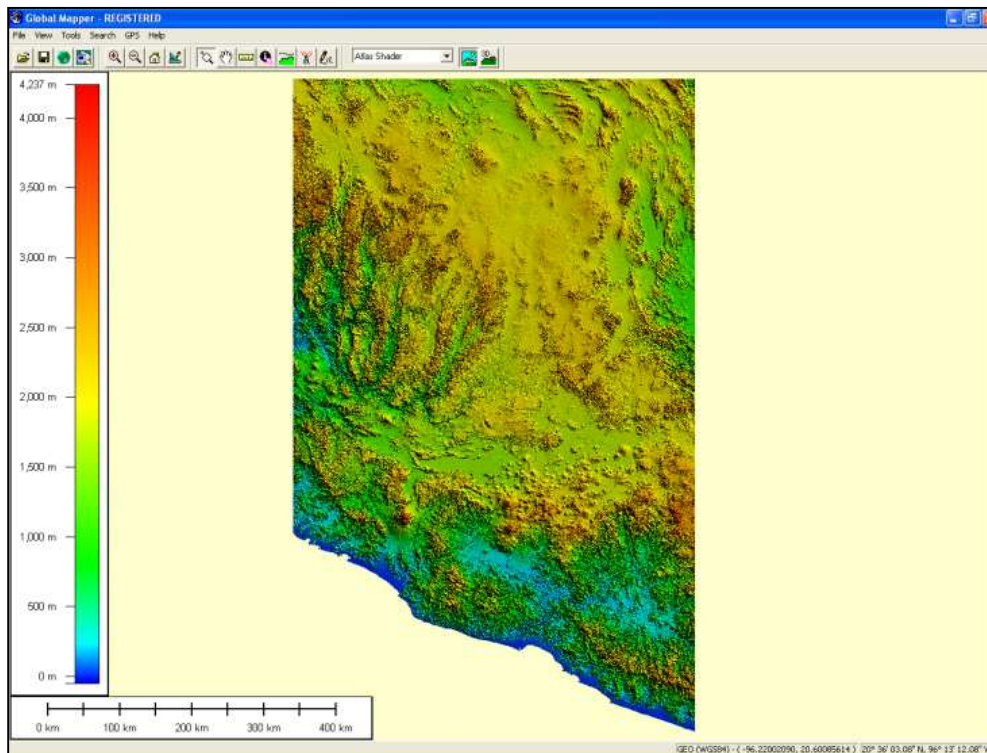 Global Mapper - REGISTERED
File View Tools Search GPS Help
Atlas Shader
3D
4,237 m
4,000 m
3,500 m
3,000 m
2,500 m
2,000 m
1,500 m
1,000 m
500 m
0 m
0 km 100 km 200 km 300 km 400 km
GEO (WGS84) - ( -96.22002090, 20.60085614 ) 20° 36' 03.08" N, 96° 13' 12.08"